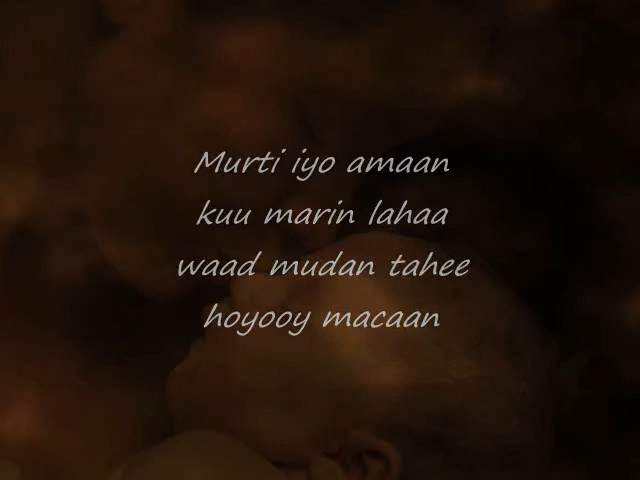 Murti iyo amaan
kuu marin lahaa
waad mudan tahee
hoyooy macaan